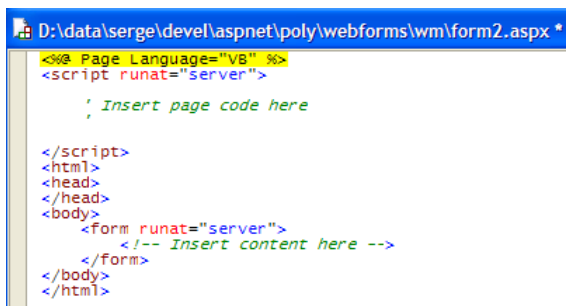 D:\data\serge\devel\aspnet\poly\webforms\wm\form2.aspx *
<%@ Page Language="VB" %>
<script runat="server">
' Insert page code here
'
</script>
<html>
<head>
</head>
<body>
<form runat="server">
<!-- Insert content here -->
</form>
</body>
</html>